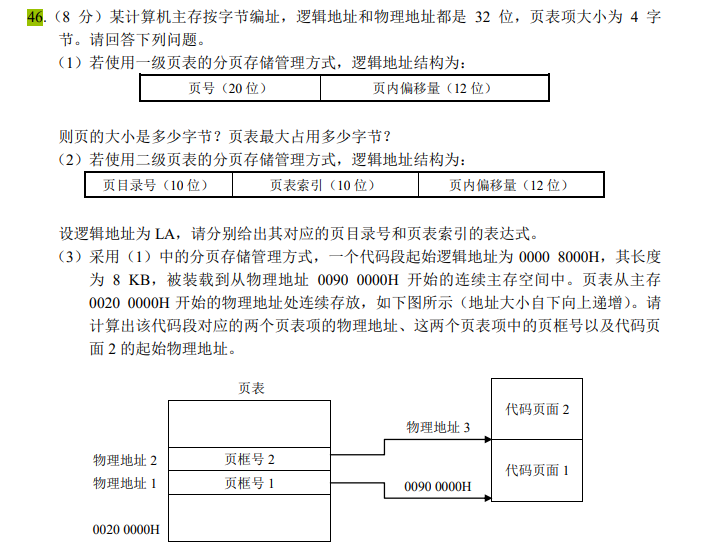 46.（8 分）某计算机主存按字节编址，逻辑地址和物理地址都是 32 位，页表项大小为 4 字
节。请回答下列问题。
（1）若使用一级页表的分页存储管理方式，逻辑地址结构为：
页号（20 位） 页内偏移量（12 位）
则页的大小是多少字节？页表最大占用多少字节？
（2）若使用二级页表的分页存储管理方式，逻辑地址结构为：
页目录号（10 位） 页表索引（10 位） 页内偏移量（12 位）
设逻辑地址为 LA，请分别给出其对应的页目录号和页表索引的表达式。
（3）采用（1）中的分页存储管理方式，一个代码段起始逻辑地址为 0000 8000H，其长度
为 8 KB，被装载到从物理地址 0090 0000H 开始的连续主存空间中。页表从主存
0020 0000H 开始的物理地址处连续存放，如下图所示（地址大小自下向上递增）。请
计算出该代码段对应的两个页表项的物理地址、这两个页表项中的页框号以及代码页
面 2 的起始物理地址。
页表
代码页面 2
物理地址 3
物理地址 2 页框号 2
代码页面 1
物理地址 1 页框号 1
0090 0000H
0020 0000H